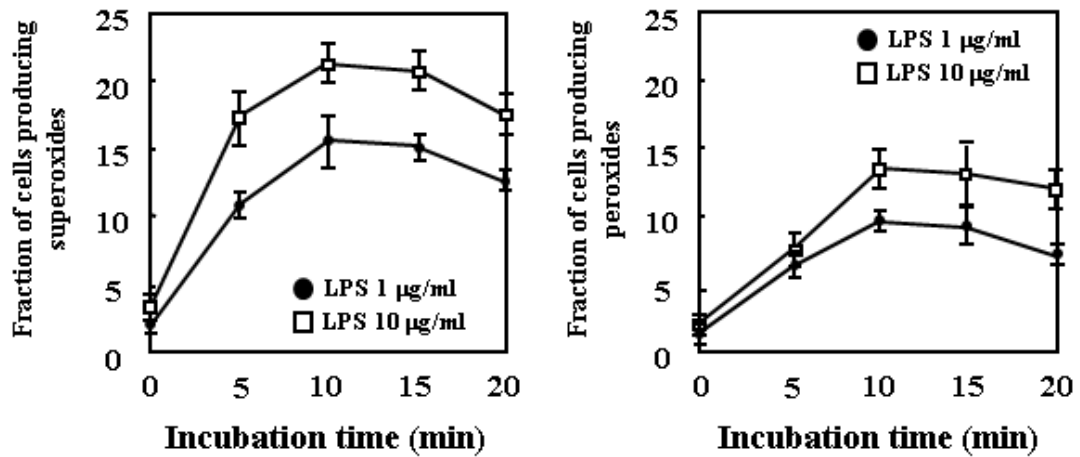 Fraction of cells producing
superoxides
25
20
15
10
5
0
LPS 1 μg/ml
LPS 10 μg/ml
0 5 10 15 20
Incubation time (min)
Fraction of cells producing
peroxides
25
20
15
10
5
0
LPS 1 μg/ml
LPS 10 μg/ml
0 5 10 15 20
Incubation time (min)